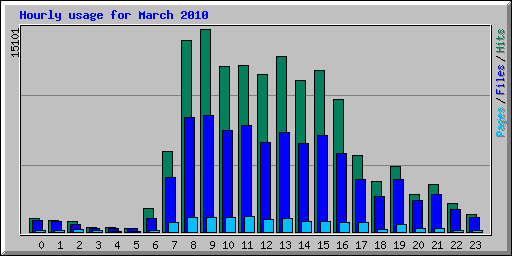 Hourly usage for March 2010
15101
Pages / Files / Hits
0 1 2 3 4 5 6 7 8 9 10 11 12 13 14 15 16 17 18 19 20 21 22 23